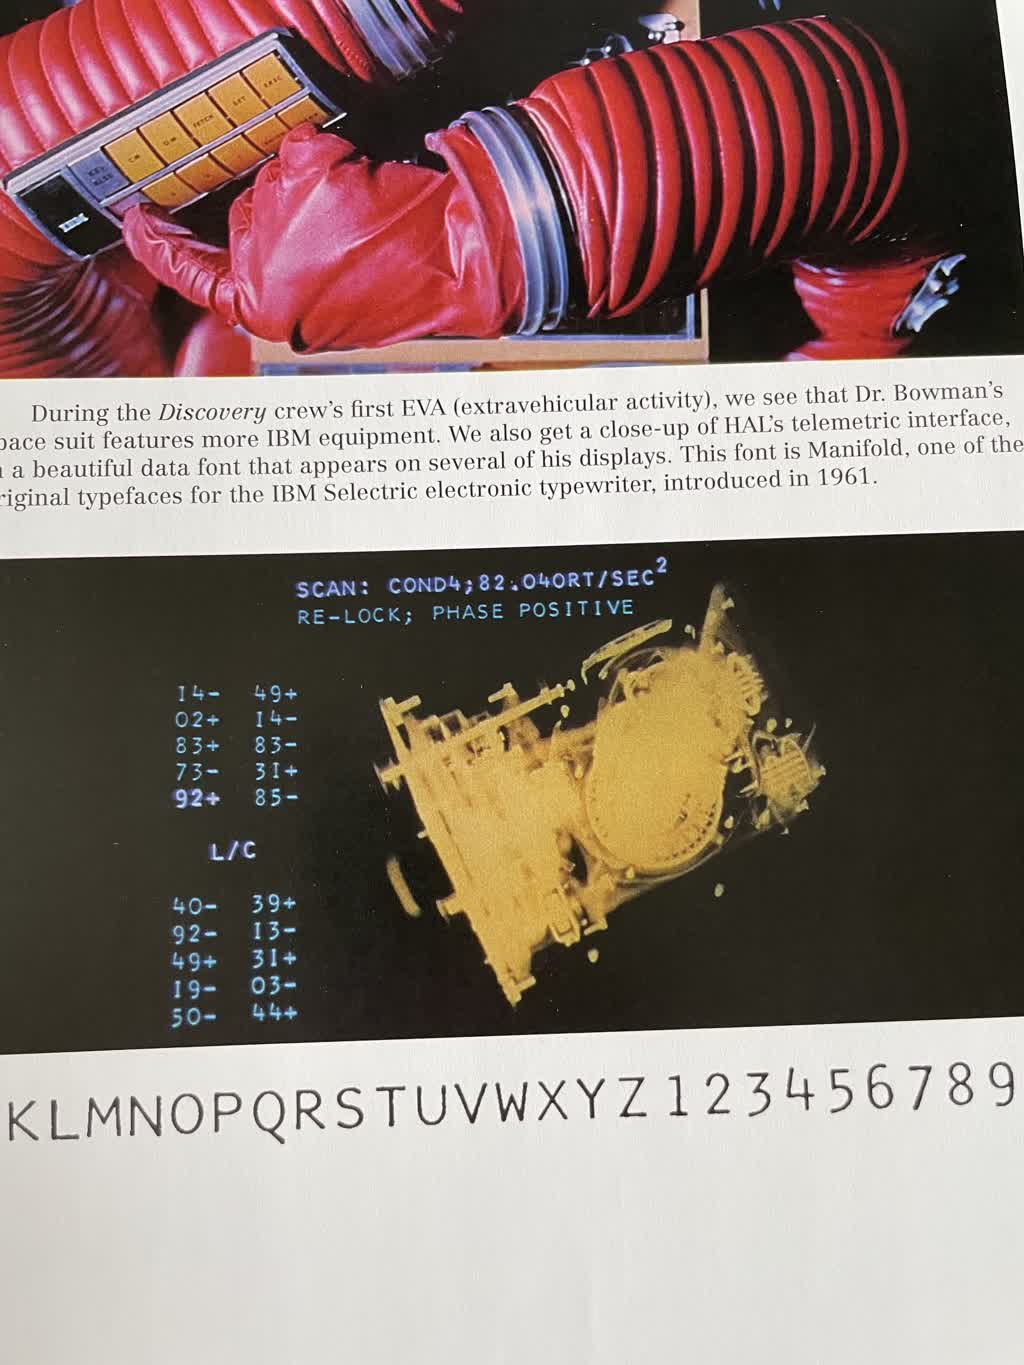 IBM
FETCH
During the Discovery crew's first EVA (extravehicular activity), we see that Dr. Bowman's
pace suit features more IBM equipment. We also get a close-up of HAL's telemetric interface,
a beautiful data font that appears on several of his displays. This font is Manifold, one of the
riginal typefaces for the IBM Selectric electronic typewriter, introduced in 1961.
SCAN: COND4;82.040RT/SEC²
RE-LOCK; PHASE POSITIVE
14- 49+
02+ 14-
83+ 83-
73- 31+
92+ 85-
L/C
40- 39+
92- 13-
49+ 31+
19- 03-
50- 44+
KLMNOPQRSTUVWXYZ123456789